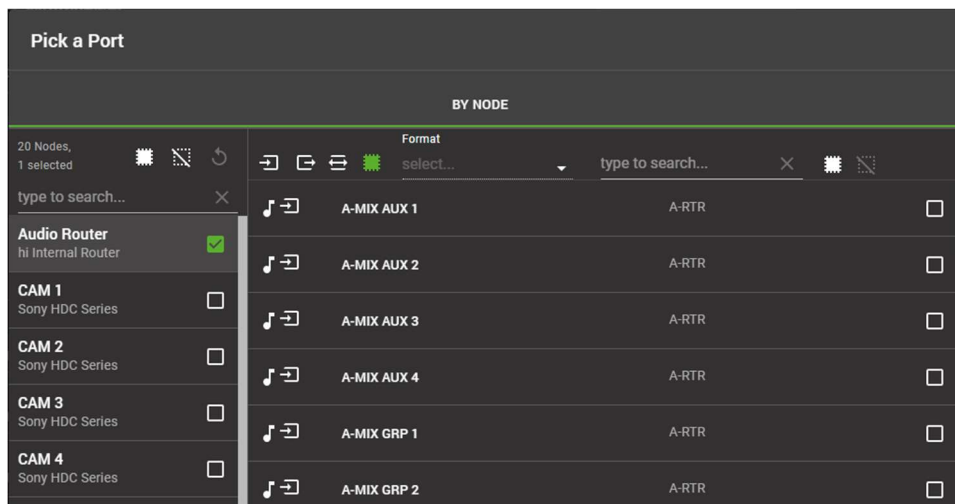 Pick a Port
BY NODE
20 Nodes,
1 selected
type to search...
Audio Router
hi Internal Router
CAM 1
Sony HDC Series
CAM 2
Sony HDC Series
CAM 3
Sony HDC Series
CAM 4
Sony HDC Series
Format
select...
type to search...
A-MIX AUX 1 A-RTR
A-MIX AUX 2 A-RTR
A-MIX AUX 3 A-RTR
A-MIX AUX 4 A-RTR
A-MIX GRP 1 A-RTR
A-MIX GRP 2 A-RTR